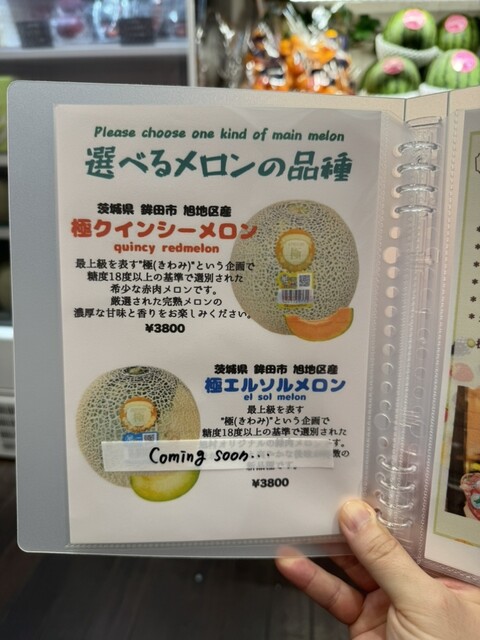 Please choose one kind of main melon
選べるメロンの品種
茨城県 鉾田市 旭地区産
極クインシーメロン
quincy redmelon
最上級を表す"極(きわみ)"という企画で
糖度18度以上の基準で選別された
希少な赤肉メロンです。
厳選された完熟メロンの
濃厚な甘味と香りをお楽しみください。
¥3800
茨城県 鉾田市 旭地区産
極エルソルメロン
el sol melon
最上級を表す
"極(きわみ)"という企画で
糖度18度以上の基準で選別された
Coming soon...
¥3800